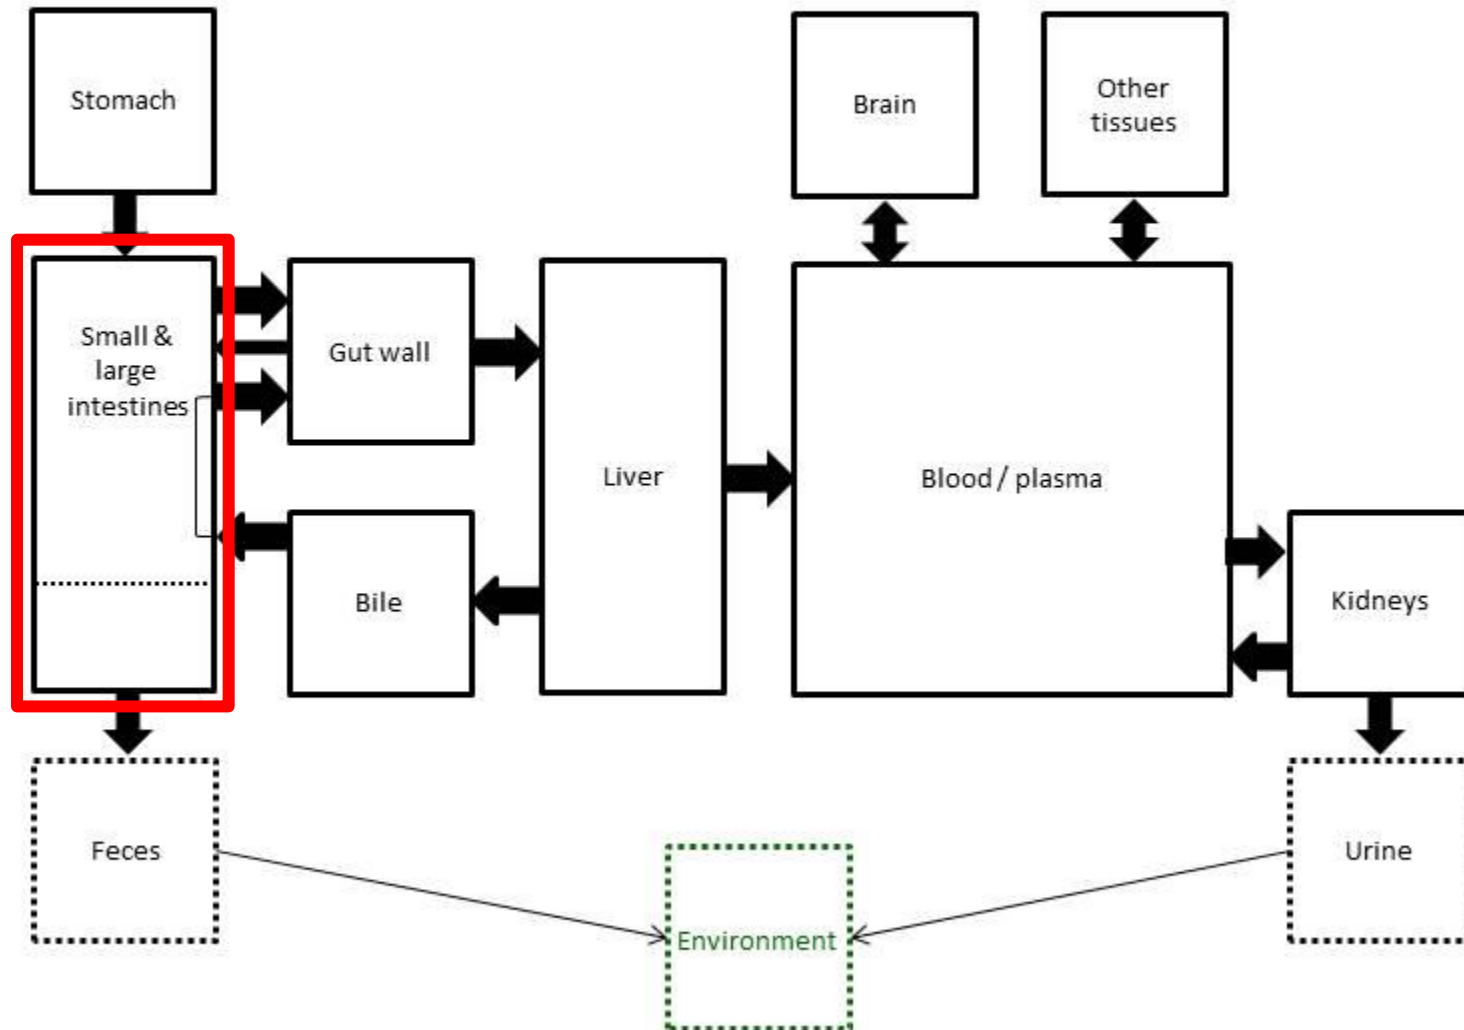 Stomach
Brain
Other
tissues
Small &
large
intestines
Gut wall
Liver
Blood / plasma
Bile
Kidneys
Feces
Urine
Environment